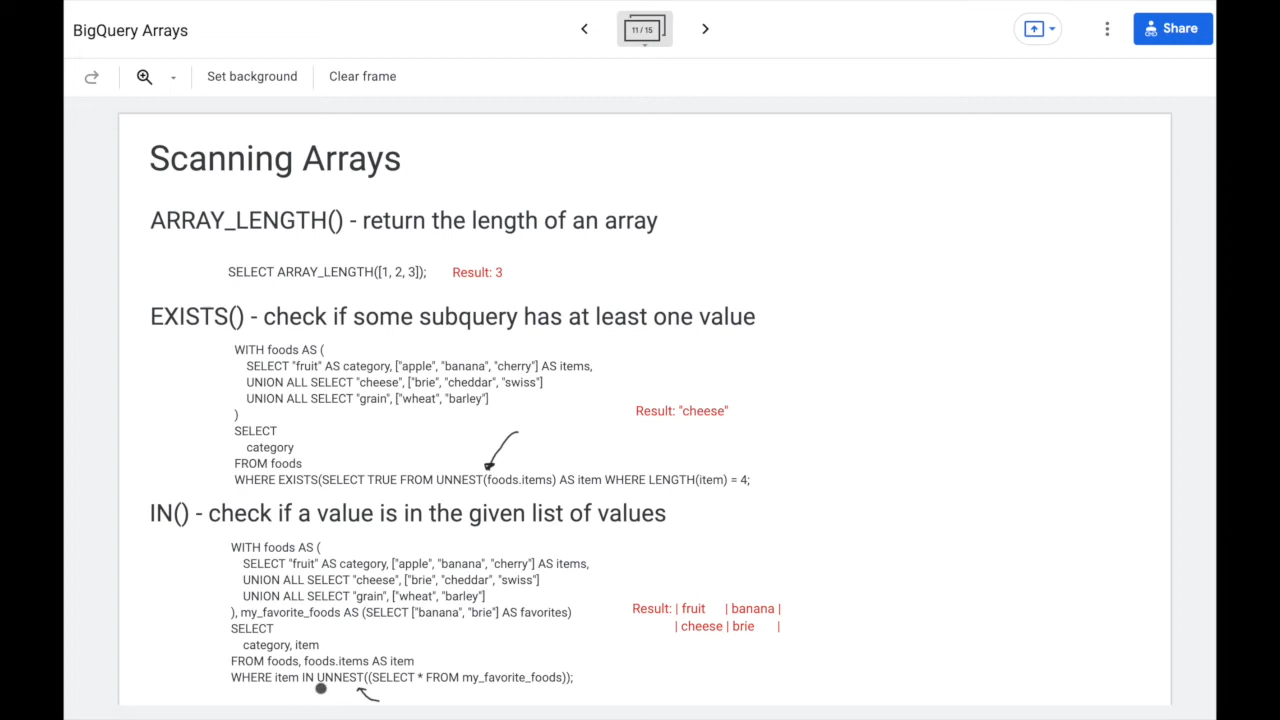 BigQuery Arrays
11 / 15
Share
Set background
Clear frame
Scanning Arrays
ARRAY_LENGTH() - return the length of an array
SELECT ARRAY_LENGTH([1, 2, 3]); Result: 3
EXISTS() - check if some subquery has at least one value
WITH foods AS (
SELECT "fruit" AS category, ["apple", "banana", "cherry"] AS items,
UNION ALL SELECT "cheese", ["brie", "cheddar", "swiss"]
UNION ALL SELECT "grain", ["wheat", "barley"]
)
Result: "cheese"
SELECT
category
FROM foods
WHERE EXISTS(SELECT TRUE FROM UNNEST(foods.items) AS item WHERE LENGTH(item) = 4;
IN() - check if a value is in the given list of values
WITH foods AS (
SELECT "fruit" AS category, ["apple", "banana", "cherry"] AS items,
UNION ALL SELECT "cheese", ["brie", "cheddar", "swiss"]
UNION ALL SELECT "grain", ["wheat", "barley"]
), my_favorite_foods AS (SELECT ["banana", "brie"] AS favorites)
SELECT
category, item
FROM foods, foods.items AS item
WHERE item IN UNNEST((SELECT * FROM my_favorite_foods));
Result: | fruit | banana |
| cheese | brie |